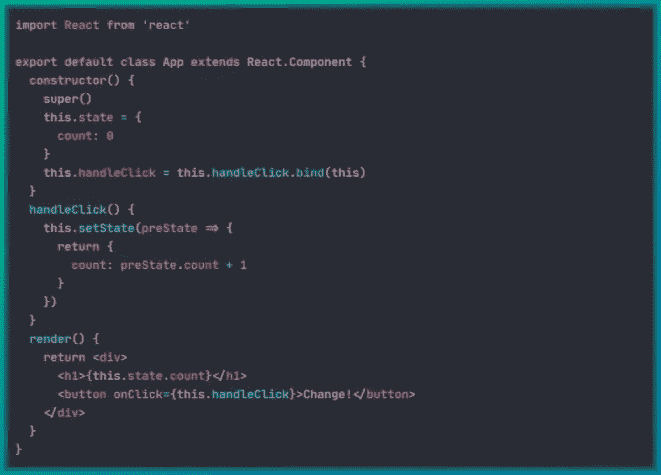 import React from 'react'

export default class App extends React.Component {
  constructor() {
    super()
    this.state = {
      count: 0
    }
    this.handleClick = this.handleClick.bind(this)
  }
  handleClick() {
    this.setState(preState => {
      return {
        count: preState.count + 1
      }
    })
  }
  render() {
    return <div>
      <h1>{this.state.count}</h1>
      <button onClick={this.handleClick}>Change!</button>
    </div>
  }
}